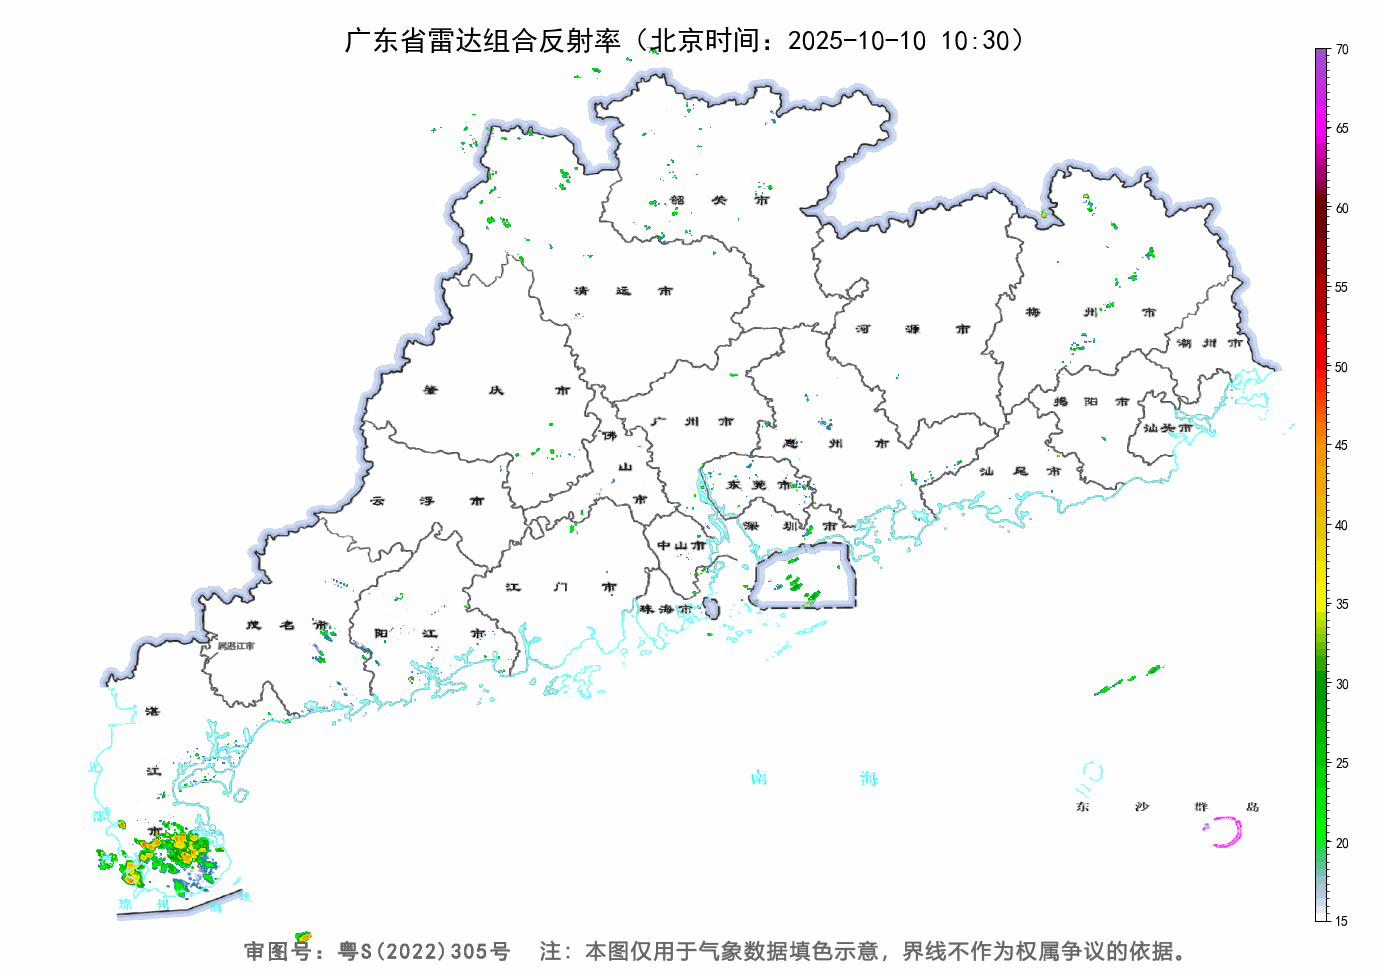 广东省雷达组合反射率（北京时间：2025-10-10 10:30）
70
65
60
55
50
45
40
35
30
25
20
15
韶关市
清远市
河源市
梅州市
潮州市
肇庆市
广州市
佛山市
惠州市
揭阳市
汕头市
汕尾市
云浮市
东莞市
深圳市
中山市
江门市
珠海市
茂名市
阳江市
属湛江市
湛江市
北部
南海
东沙群岛
琼州海峡
审图号：粤S(2022)305号 注：本图仅用于气象数据填色示意，界线不作为权属争议的依据。